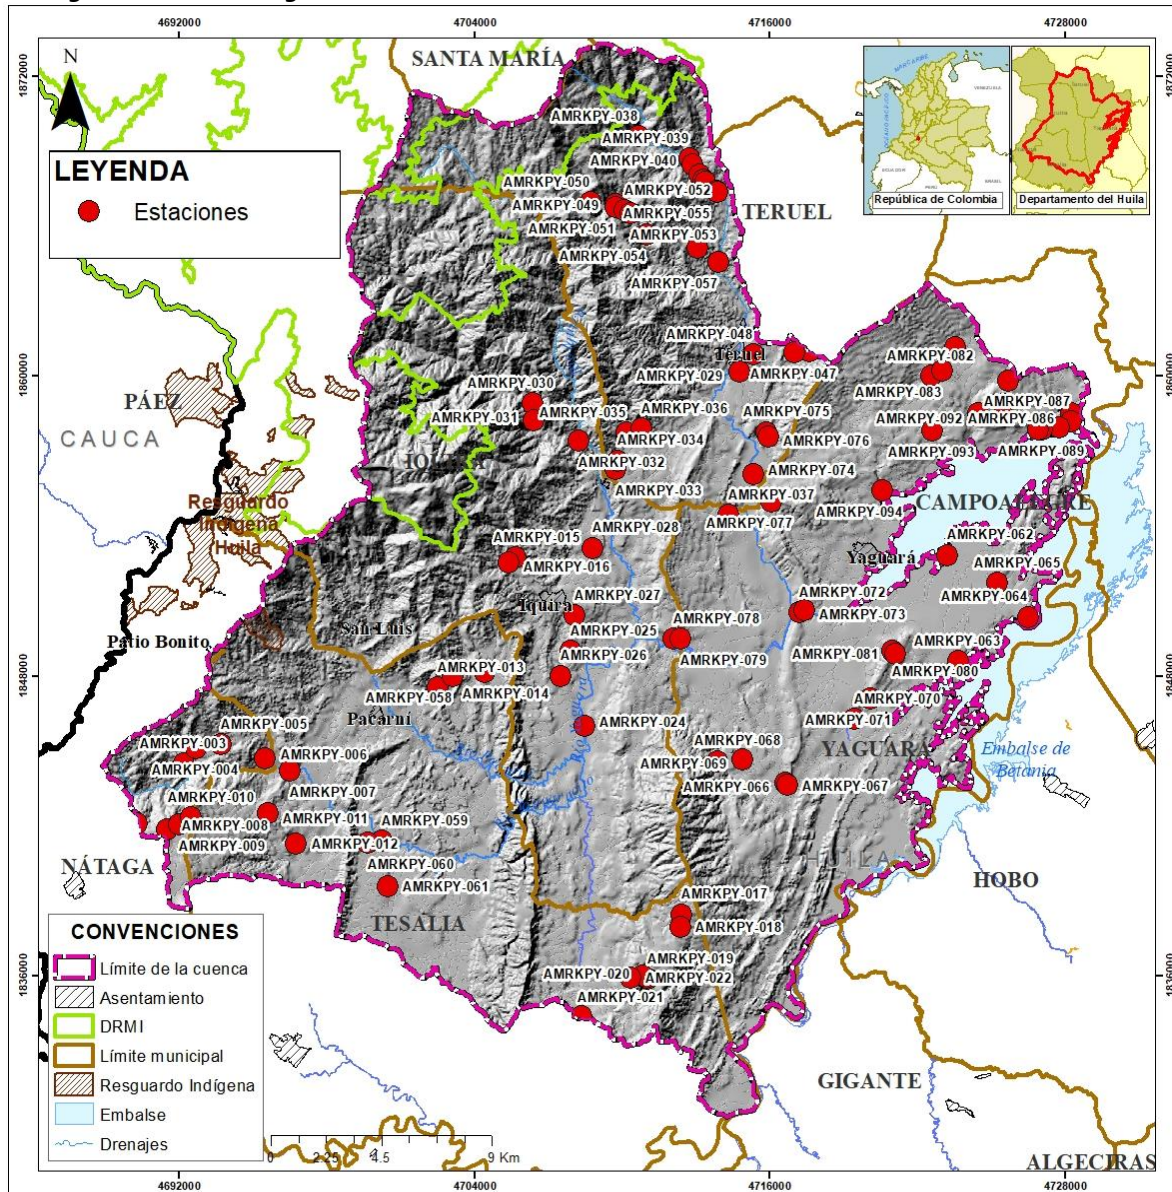 4692000
4704000
4716000
4728000
SANTA MARÍA
N
1872000
1872000
AMRKPY-038
AMRKPY-039
AMRKPY-040
LEYENDA
Estaciones
AMRKPY-050
AMRKPY-052
AMRKPY-049
AMRKPY-055
TERUEL
AMRKPY-051
AMRKPY-053
AMRKPY-054
AMRKPY-057
República de Colombia
Departamento del Huila
AMRKPY-048
Teruel
AMRKPY-082
1860000
1860000
AMRKPY-029
AMRKPY-047
AMRKPY-030
AMRKPY-083
AMRKPY-087
PÁEZ
AMRKPY-031
AMRKPY-035
AMRKPY-036
AMRKPY-075
AMRKPY-092
AMRKPY-086
CAUCA
AMRKPY-034
AMRKPY-076
AMRKPY-093
AMRKPY-089
AMRKPY-032
AMRKPY-074
AMRKPY-033
AMRKPY-037
Resguardo
Indígena
Huila
AMRKPY-094
AMRKPY-077
AMRKPY-028
AMRKPY-015
AMRKPY-062
Yaguará
AMRKPY-016
AMRKPY-065
AMRKPY-064
AMRKPY-027
AMRKPY-072
Iquira
AMRKPY-073
San Luis
AMRKPY-025
AMRKPY-078
Patio Bonito
AMRKPY-063
AMRKPY-026
AMRKPY-079
AMRKPY-081
1848000
1848000
AMRKPY-013
AMRKPY-080
AMRKPY-058
AMRKPY-014
AMRKPY-070
Pacarní
AMRKPY-005
AMRKPY-024
AMRKPY-071
AMRKPY-003
AMRKPY-068
YAGUARÁ
Embalse de
Betania
AMRKPY-006
AMRKPY-004
AMRKPY-069
AMRKPY-066
AMRKPY-067
AMRKPY-007
AMRKPY-010
AMRKPY-011
AMRKPY-008
AMRKPY-059
AMRKPY-009
AMRKPY-012
HUILA
NÁTAGA
AMRKPY-060
HOBO
AMRKPY-061
AMRKPY-017
TESALIA
AMRKPY-018
CONVENCIONES
Límite de la cuenca
Asentamiento
DRMI
Límite municipal
Resguardo Indígena
Embalse
Drenajes
AMRKPY-019
AMRKPY-020
AMRKPY-022
AMRKPY-021
1836000
1836000
GIGANTE
0 2.25 4.5 9 Km
ALGECIRAS
4692000
4704000
4716000
4728000